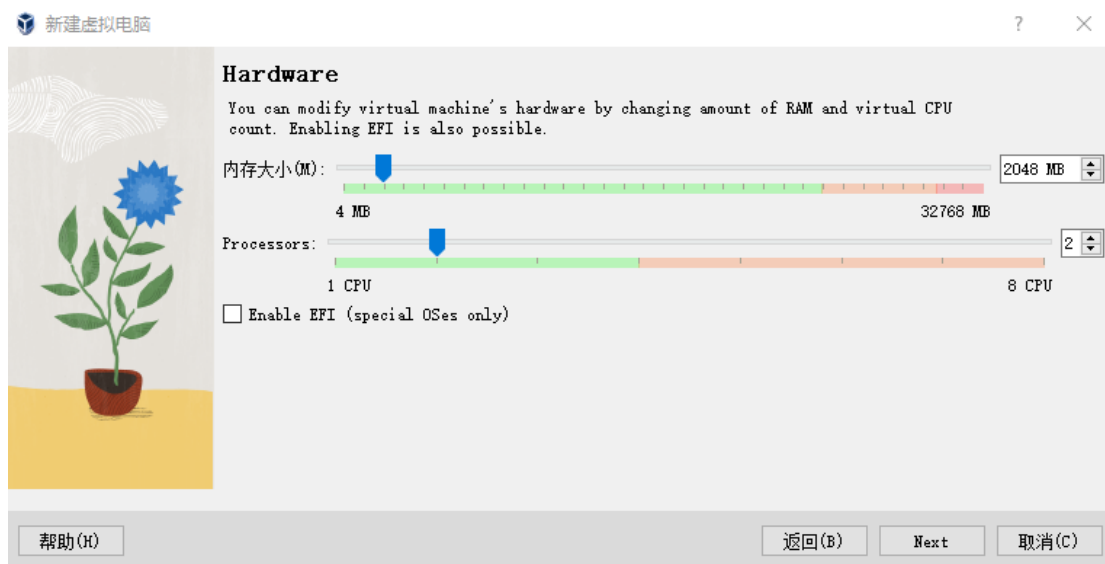 新建虚拟电脑
Hardware
You can modify virtual machine's hardware by changing amount of RAM and virtual CPU
count. Enabling EFI is also possible.
内存大小(M):
2048 MB
4 MB
32768 MB
Processors:
2
1 CPU
8 CPU
Enable EFI (special OSes only)
帮助(H)
返回(B)
Next
取消(C)